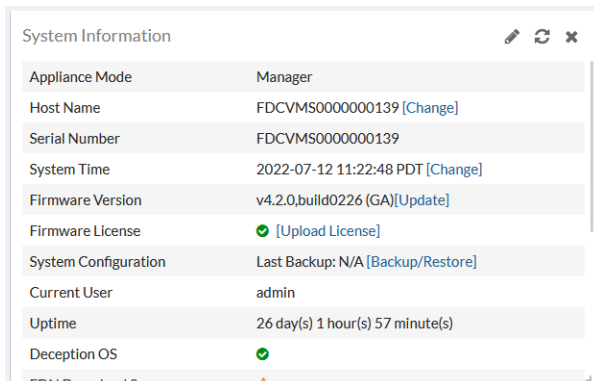 System Information
Appliance Mode Manager
Host Name FDCVMS0000000139 [Change]
Serial Number FDCVMS0000000139
System Time 2022-07-12 11:22:48 PDT [Change]
Firmware Version v4.2.0,build0226 (GA)[Update]
Firmware License [Upload License]
System Configuration Last Backup: N/A [Backup/Restore]
Current User admin
Uptime 26 day(s) 1 hour(s) 57 minute(s)
Deception OS